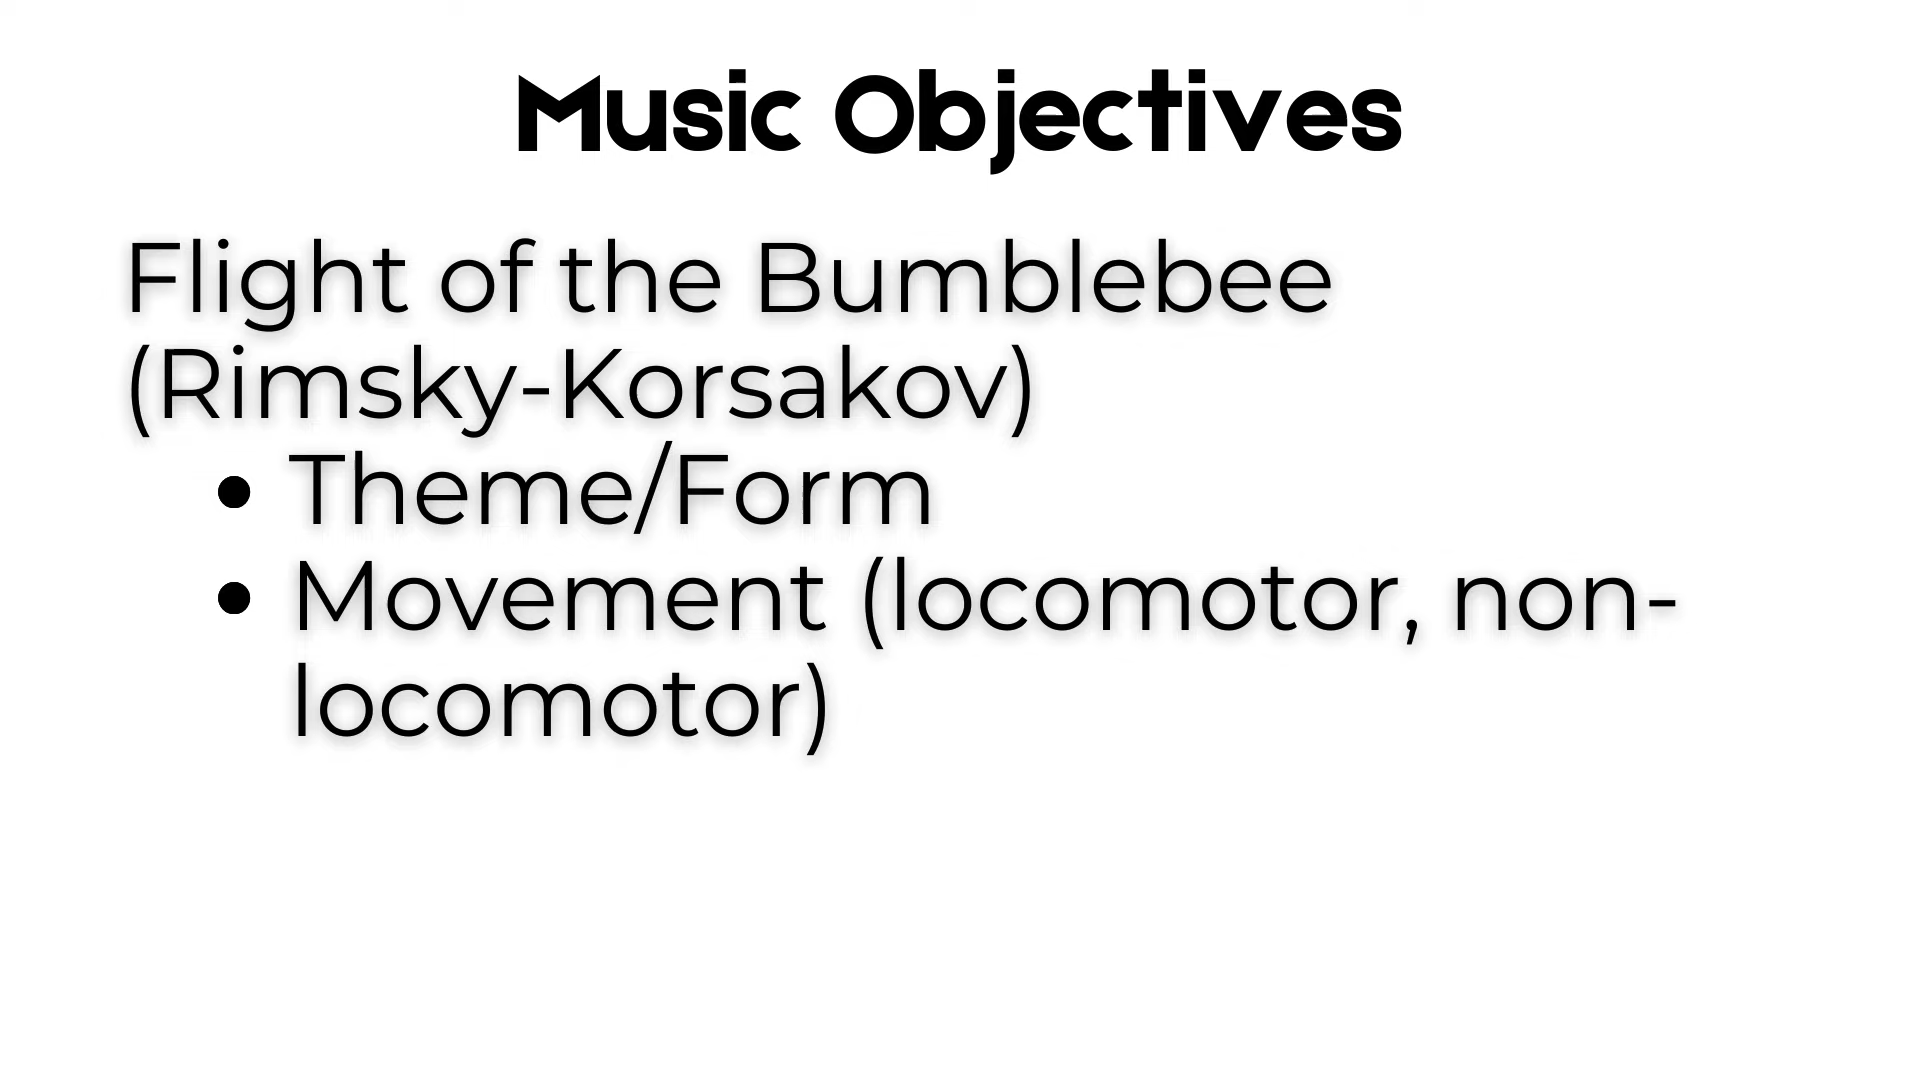 Music Objectives
Flight of the Bumblebee
(Rimsky-Korsakov)
• Theme/Form
• Movement (locomotor, non-
locomotor)